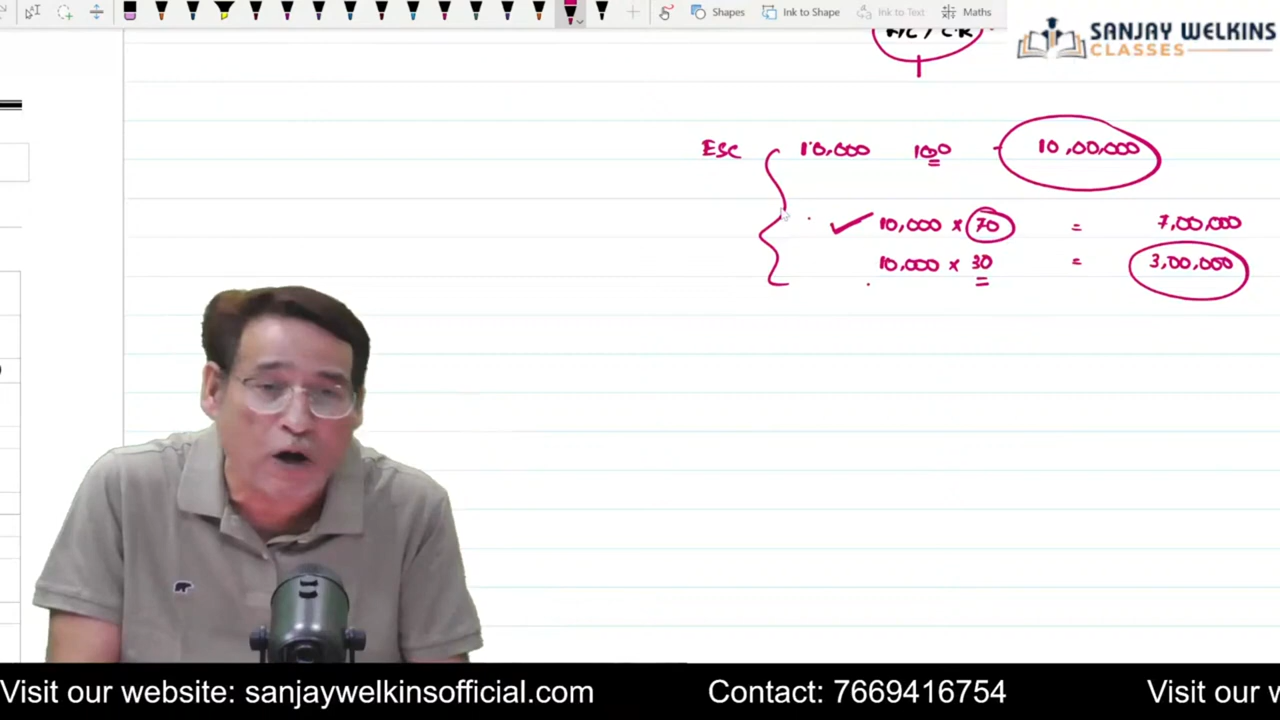 Shapes Ink to Shape Ink to Text Maths
SANJAY WELKINS
CLASSES
A/C / C.R
ESC 10,000 100 - 10,00,000
10,000 × 70 = 7,00,000
10,000 × 30 = 3,00,000
Visit our website: sanjaywelkinsofficial.com Contact: 7669416754 Visit our w